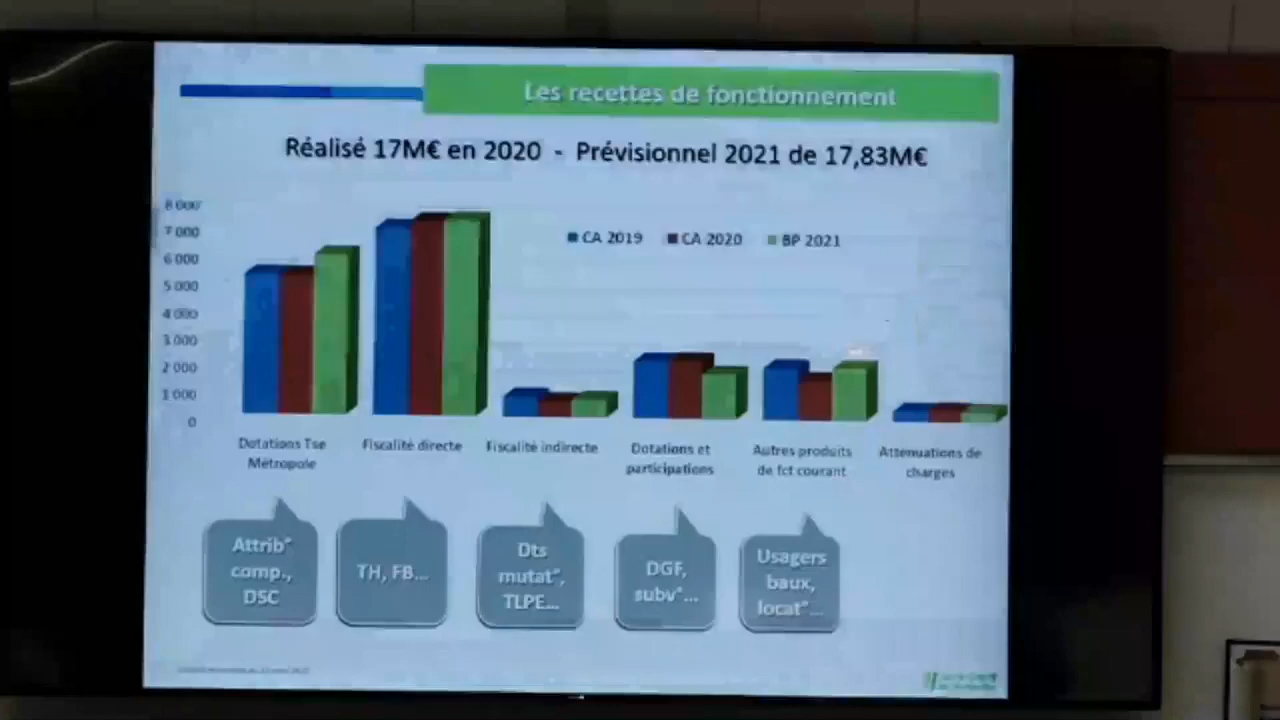 Les recettes de fonctionnement
Réalisé 17M€ en 2020 - Prévisionnel 2021 de 17,83M€
8 000
7 000
6 000
5 000
4 000
3 000
2 000
1 000
0
CA 2019 CA 2020 BP 2021
Dotations Tse
Métropole
Fiscalité directe
Fiscalité indirecte
Dotations et
participations
Autres produits
de fct courant
Attenuations de
charges
Attrib°
comp.,
DSC
TH, FB...
Dts
mutat°,
TLPE...
DGF,
subv°...
Usagers
baux,
locat°...